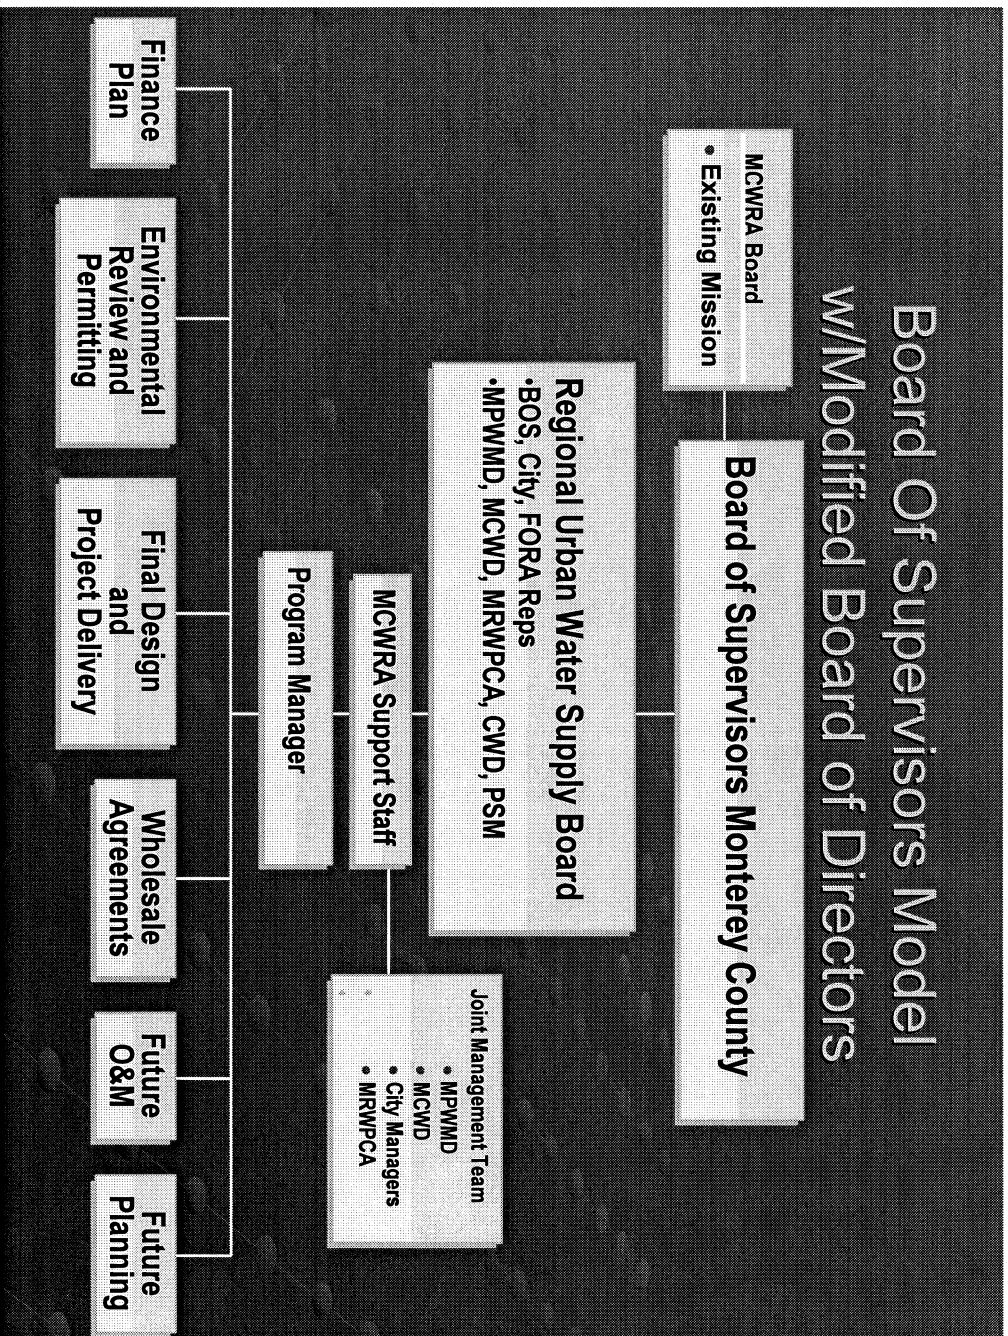 Board Of Supervisors Model
w/Modified Board of Directors
MCWRA Board
• Existing Mission
Board of Supervisors Monterey County
Regional Urban Water Supply Board
•BOS, City, FORA Reps
•MPWMD, MCWD, MRWPCA, CWD, PSM
MCWRA Support Staff
Joint Management Team
• MPWMD
• MCWD
• City Managers
• MRWPCA
Program Manager
Finance
Plan
Environmental
Review and
Permitting
Final Design
and
Project Delivery
Wholesale
Agreements
Future
O&M
Future
Planning